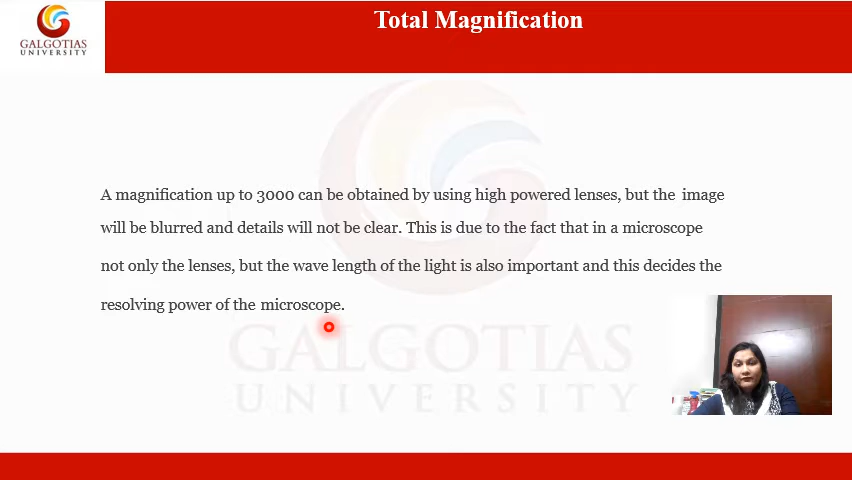 Total Magnification
GALGOTIAS
UNIVERSITY
A magnification up to 3000 can be obtained by using high powered lenses, but the image
will be blurred and details will not be clear. This is due to the fact that in a microscope
not only the lenses, but the wave length of the light is also important and this decides the
resolving power of the microscope.
GALGOTIAS
UNIVERSITY